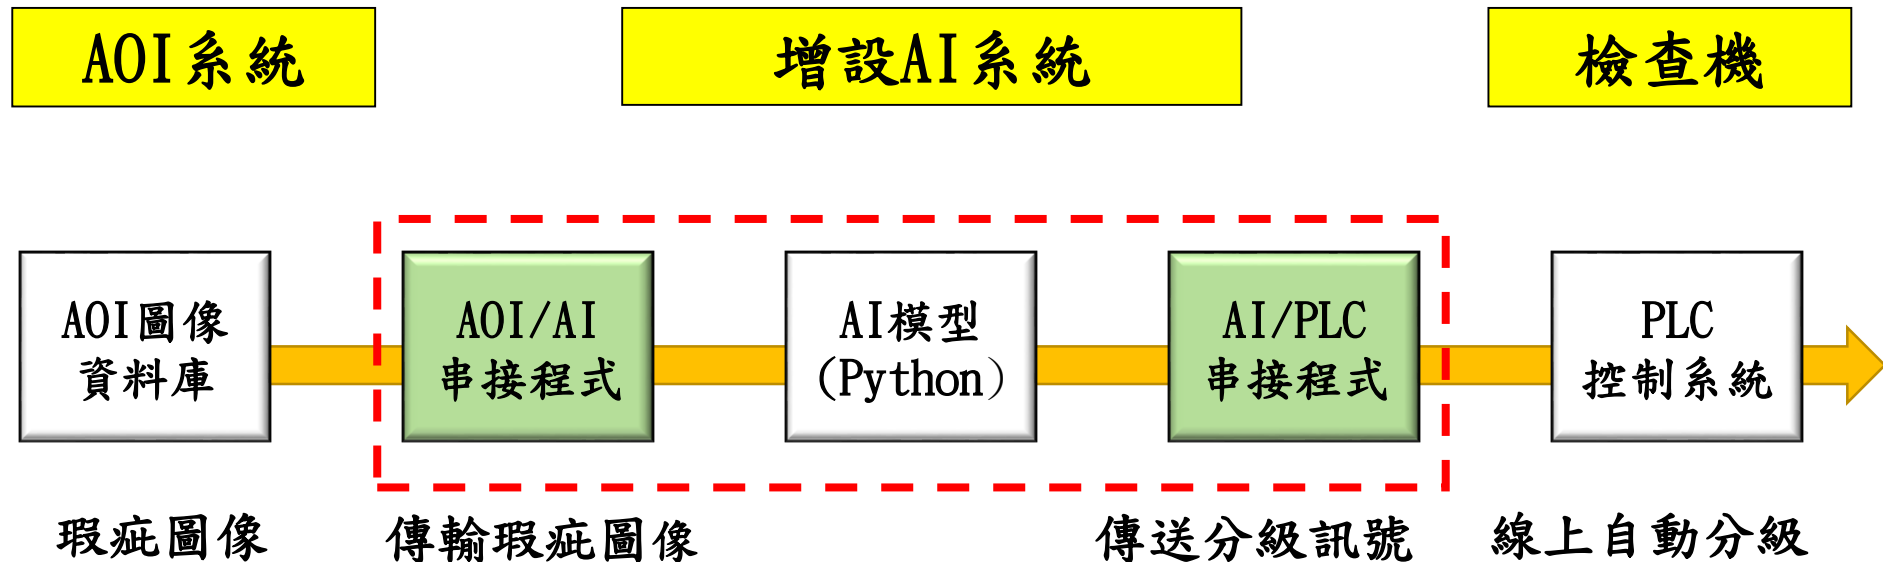 AOI系統
增設AI系統
檢查機
AOI圖像
資料庫
AOI/AI
串接程式
AI模型
(Python)
AI/PLC
串接程式
PLC
控制系統
瑕疵圖像
傳輸瑕疵圖像
傳送分級訊號
線上自動分級